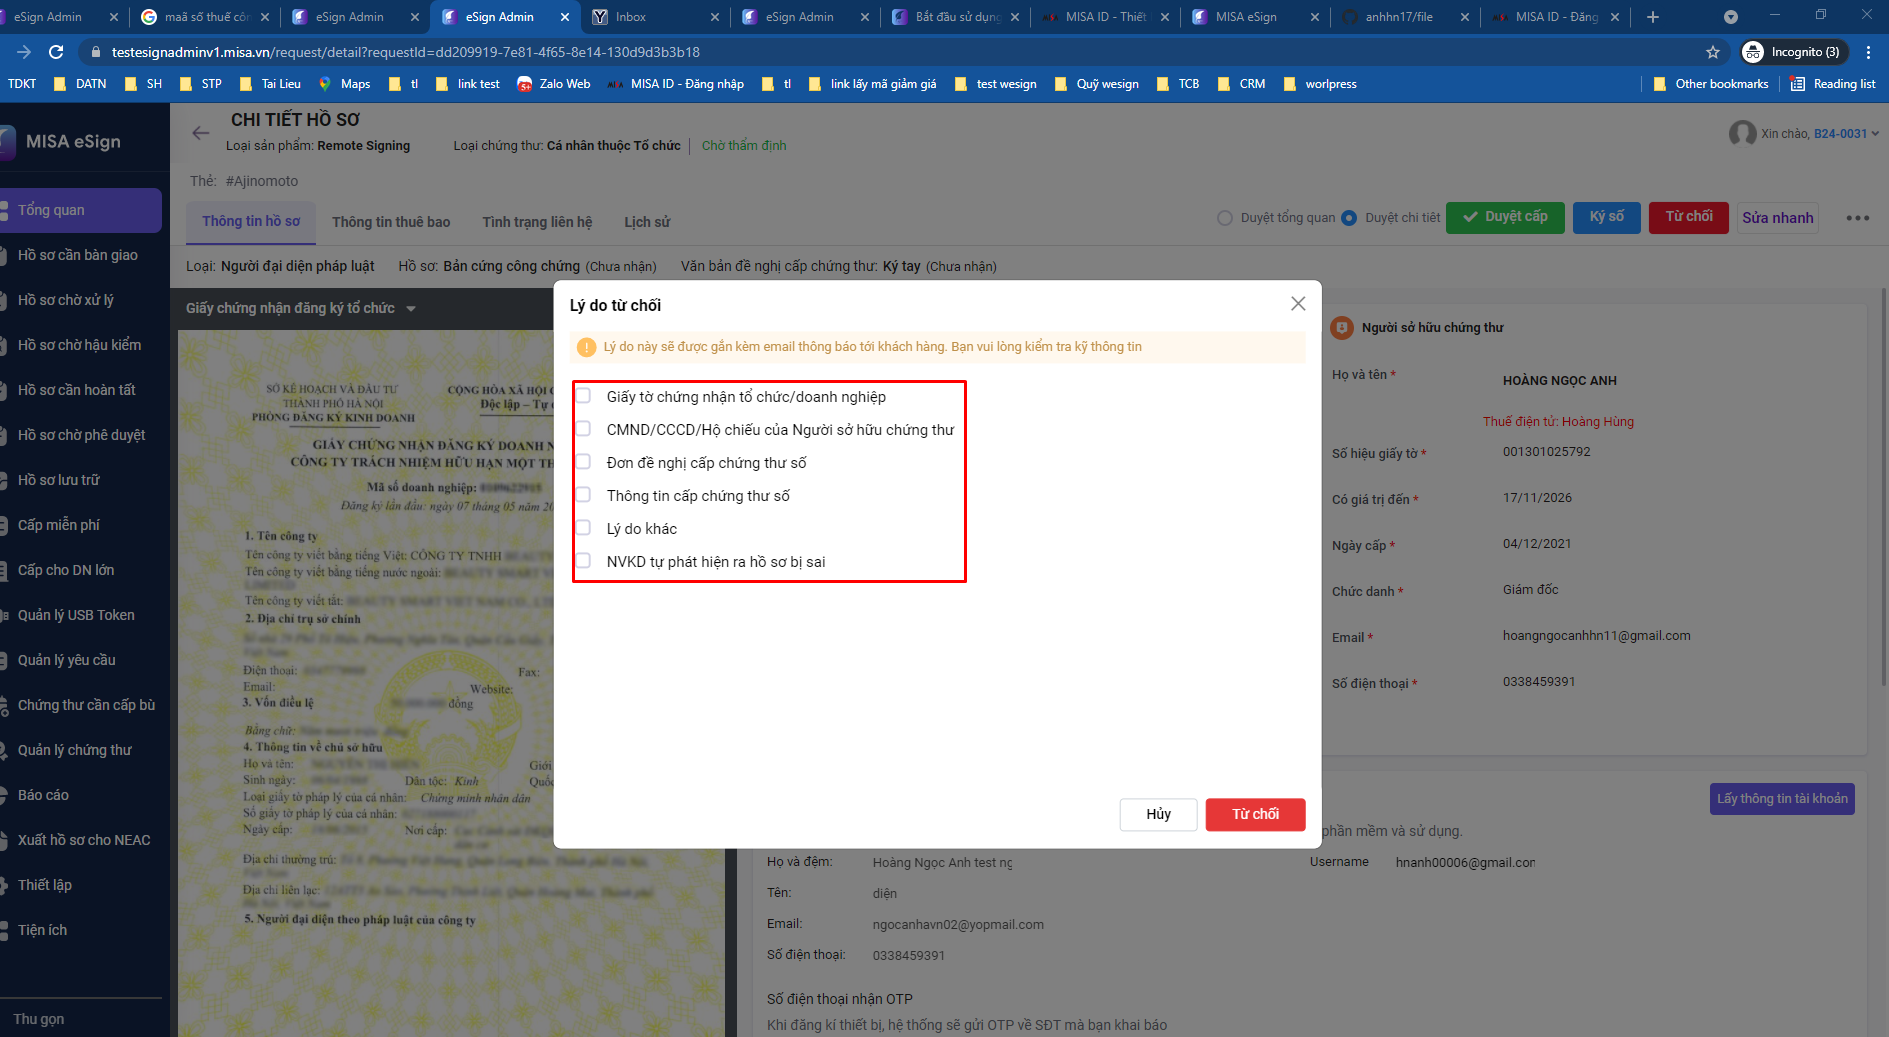 eSign Admin
maã số thuế côn
eSign Admin
eSign Admin
Inbox
eSign Admin
Bắt đầu sử dụng
MISA ID - Thiết
MISA eSign
anhhn17/file
MISA ID - Đăng
testesignadminv1.misa.vn/request/detail?requestId=dd209919-7e81-4f65-8e14-130d9d3b3b18
Incognito (3)
TDKT
DATN
SH
STP
Tai Lieu
Maps
tl
link test
Zalo Web
MISA ID - Đăng nhập
tl
link lấy mã giảm giá
test wesign
Quỹ wesign
TCB
CRM
worlpress
Other bookmarks
Reading list
MISA eSign
CHI TIẾT HỒ SƠ
Loại sản phẩm: Remote Signing
Loại chứng thư: Cá nhân thuộc Tổ chức
Chờ thẩm định
Xin chào, B24-0031
Thẻ: #Ajinomoto
Tổng quan
Hồ sơ cần bàn giao
Hồ sơ chờ xử lý
Hồ sơ chờ hậu kiểm
Hồ sơ cần hoàn tất
Hồ sơ chờ phê duyệt
Hồ sơ lưu trữ
Cấp miễn phí
Cấp cho DN lớn
Quản lý USB Token
Quản lý yêu cầu
Chứng thư cần cấp bù
Quản lý chứng thư
Báo cáo
Xuất hồ sơ cho NEAC
Thiết lập
Tiện ích
Thu gọn
Thông tin hồ sơ
Thông tin thuê bao
Tình trạng liên hệ
Lịch sử
Duyệt tổng quan
Duyệt chi tiết
Duyệt cấp
Ký số
Từ chối
Sửa nhanh
Loại: Người đại diện pháp luật
Hồ sơ: Bản cứng công chứng (Chưa nhận)
Văn bản đề nghị cấp chứng thư: Ký tay (Chưa nhận)
Giấy chứng nhận đăng ký tổ chức
SỞ KẾ HOẠCH VÀ ĐẦU TƯ
THÀNH PHỐ HÀ NỘI
PHÒNG ĐĂNG KÝ KINH DOANH
CỘNG HÒA XÃ HỘI C
Độc lập – Tự
GIẤY CHỨNG NHẬN ĐĂNG KÝ DOANH N
CÔNG TY TRÁCH NHIỆM HỮU HẠN MỘT TH
Mã số doanh nghiệp:
Đăng ký lần đầu: ngày 07 tháng 05 năm 20
1. Tên công ty
Tên công ty viết bằng tiếng Việt: CÔNG TY TNHH
Tên công ty viết bằng tiếng nước ngoài:
Tên công ty viết tắt:
2. Địa chỉ trụ sở chính
Điện thoại:
Fax:
Email:
Website:
3. Vốn điều lệ
đồng
Bằng chữ:
4. Thông tin về chủ sở hữu
Họ và tên:
Giới
Sinh ngày:
Dân tộc: Kinh
Quốc
Loại giấy tờ pháp lý của cá nhân: Chứng minh nhân dân
Số giấy tờ pháp lý của cá nhân:
Ngày cấp:
Nơi cấp:
Địa chỉ thường trú:
Địa chỉ liên lạc:
5. Người đại diện theo pháp luật của công ty
Lý do từ chối
Lý do này sẽ được gắn kèm email thông báo tới khách hàng. Bạn vui lòng kiểm tra kỹ thông tin
Giấy tờ chứng nhận tổ chức/doanh nghiệp
CMND/CCCD/Hộ chiếu của Người sở hữu chứng thư
Đơn đề nghị cấp chứng thư số
Thông tin cấp chứng thư số
Lý do khác
NVKD tự phát hiện ra hồ sơ bị sai
Hủy
Từ chối
Người sở hữu chứng thư
Họ và tên *
HOÀNG NGỌC ANH
Thuế điện tử: Hoàng Hùng
Số hiệu giấy tờ *
001301025792
Có giá trị đến *
17/11/2026
Ngày cấp *
04/12/2021
Chức danh *
Giám đốc
Email *
hoangngocanhhn11@gmail.com
Số điện thoại *
0338459391
Lấy thông tin tài khoản
phần mềm và sử dụng.
Họ và đệm:
Hoàng Ngọc Anh test ng
Username
hnanh00006@gmail.con
Tên:
diện
Email:
ngocanhavn02@yopmail.com
Số điện thoại:
0338459391
Số điện thoại nhận OTP
Khi đăng kí thiết bị, hệ thống sẽ gửi OTP về SĐT mà bạn khai báo